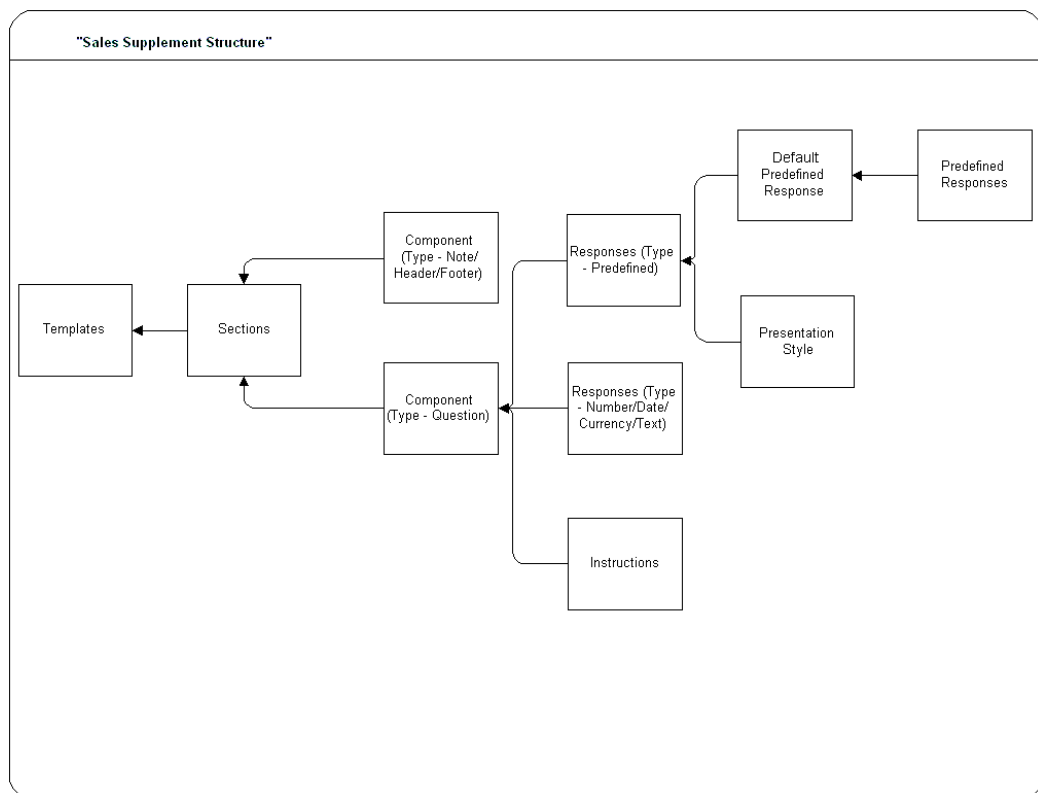 "Sales Supplement Structure"
Default
Predefined
Response
Predefined
Responses
Component
(Type - Note/
Header/Footer)
Responses (Type
- Predefined)
Templates
Sections
Presentation
Style
Component
(Type - Question)
Responses (Type
- Number/Date/
Currency/Text)
Instructions